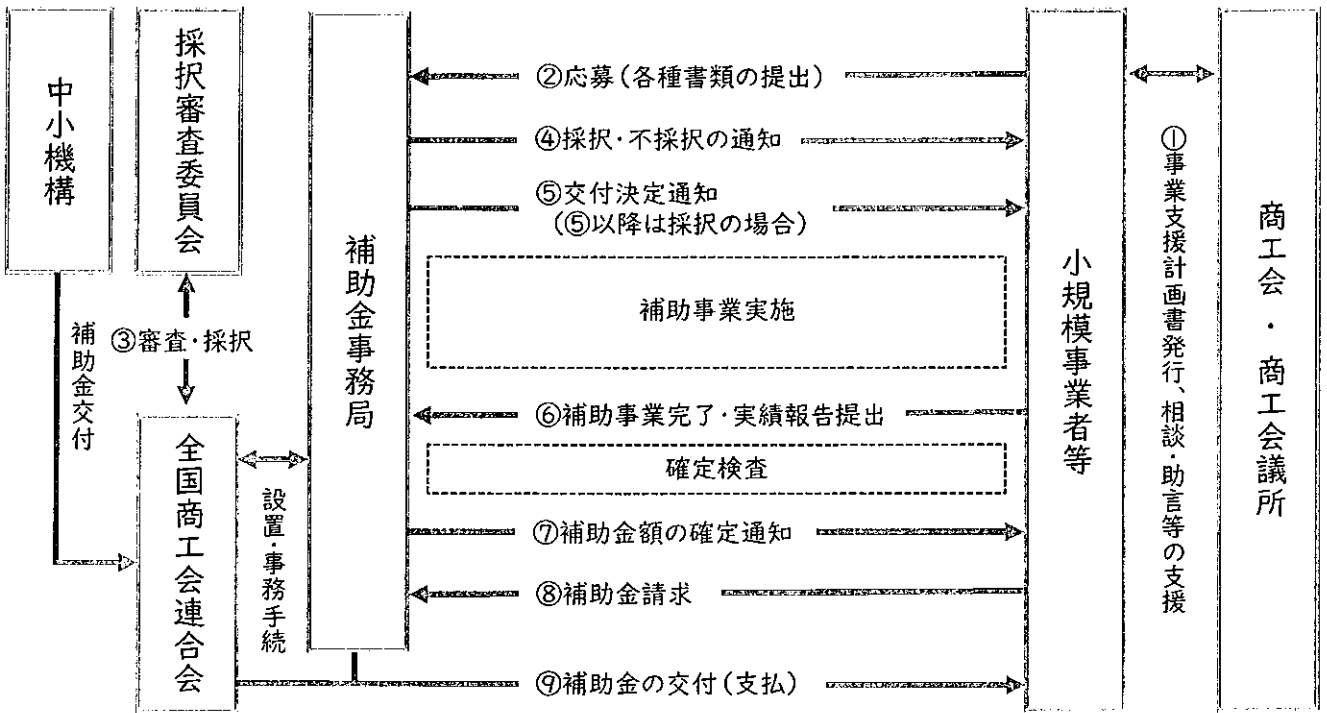 中小機構
採択審査委員会
補助金交付
③審査・採択
全国商工会連合会
設置・事務手続
補助金事務局
②応募(各種書類の提出)
④採択・不採択の通知
⑤交付決定通知
(⑤以降は採択の場合)
補助事業実施
⑥補助事業完了・実績報告提出
確定検査
⑦補助金額の確定通知
⑧補助金請求
⑨補助金の交付(支払)
小規模事業者等
①事業支援計画書発行、相談・助言等の支援
商工会・商工会議所